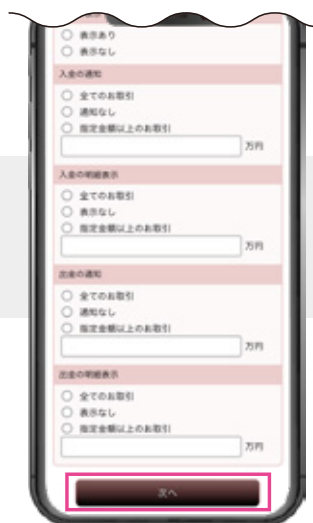 表示あり
表示なし
入金の通知
全てのお取引
通知なし
指定金額以上のお取引
万円
入金の明細表示
全てのお取引
表示なし
指定金額以上のお取引
万円
出金の通知
全てのお取引
通知なし
指定金額以上のお取引
万円
出金の明細表示
全てのお取引
表示なし
指定金額以上のお取引
万円
次へ